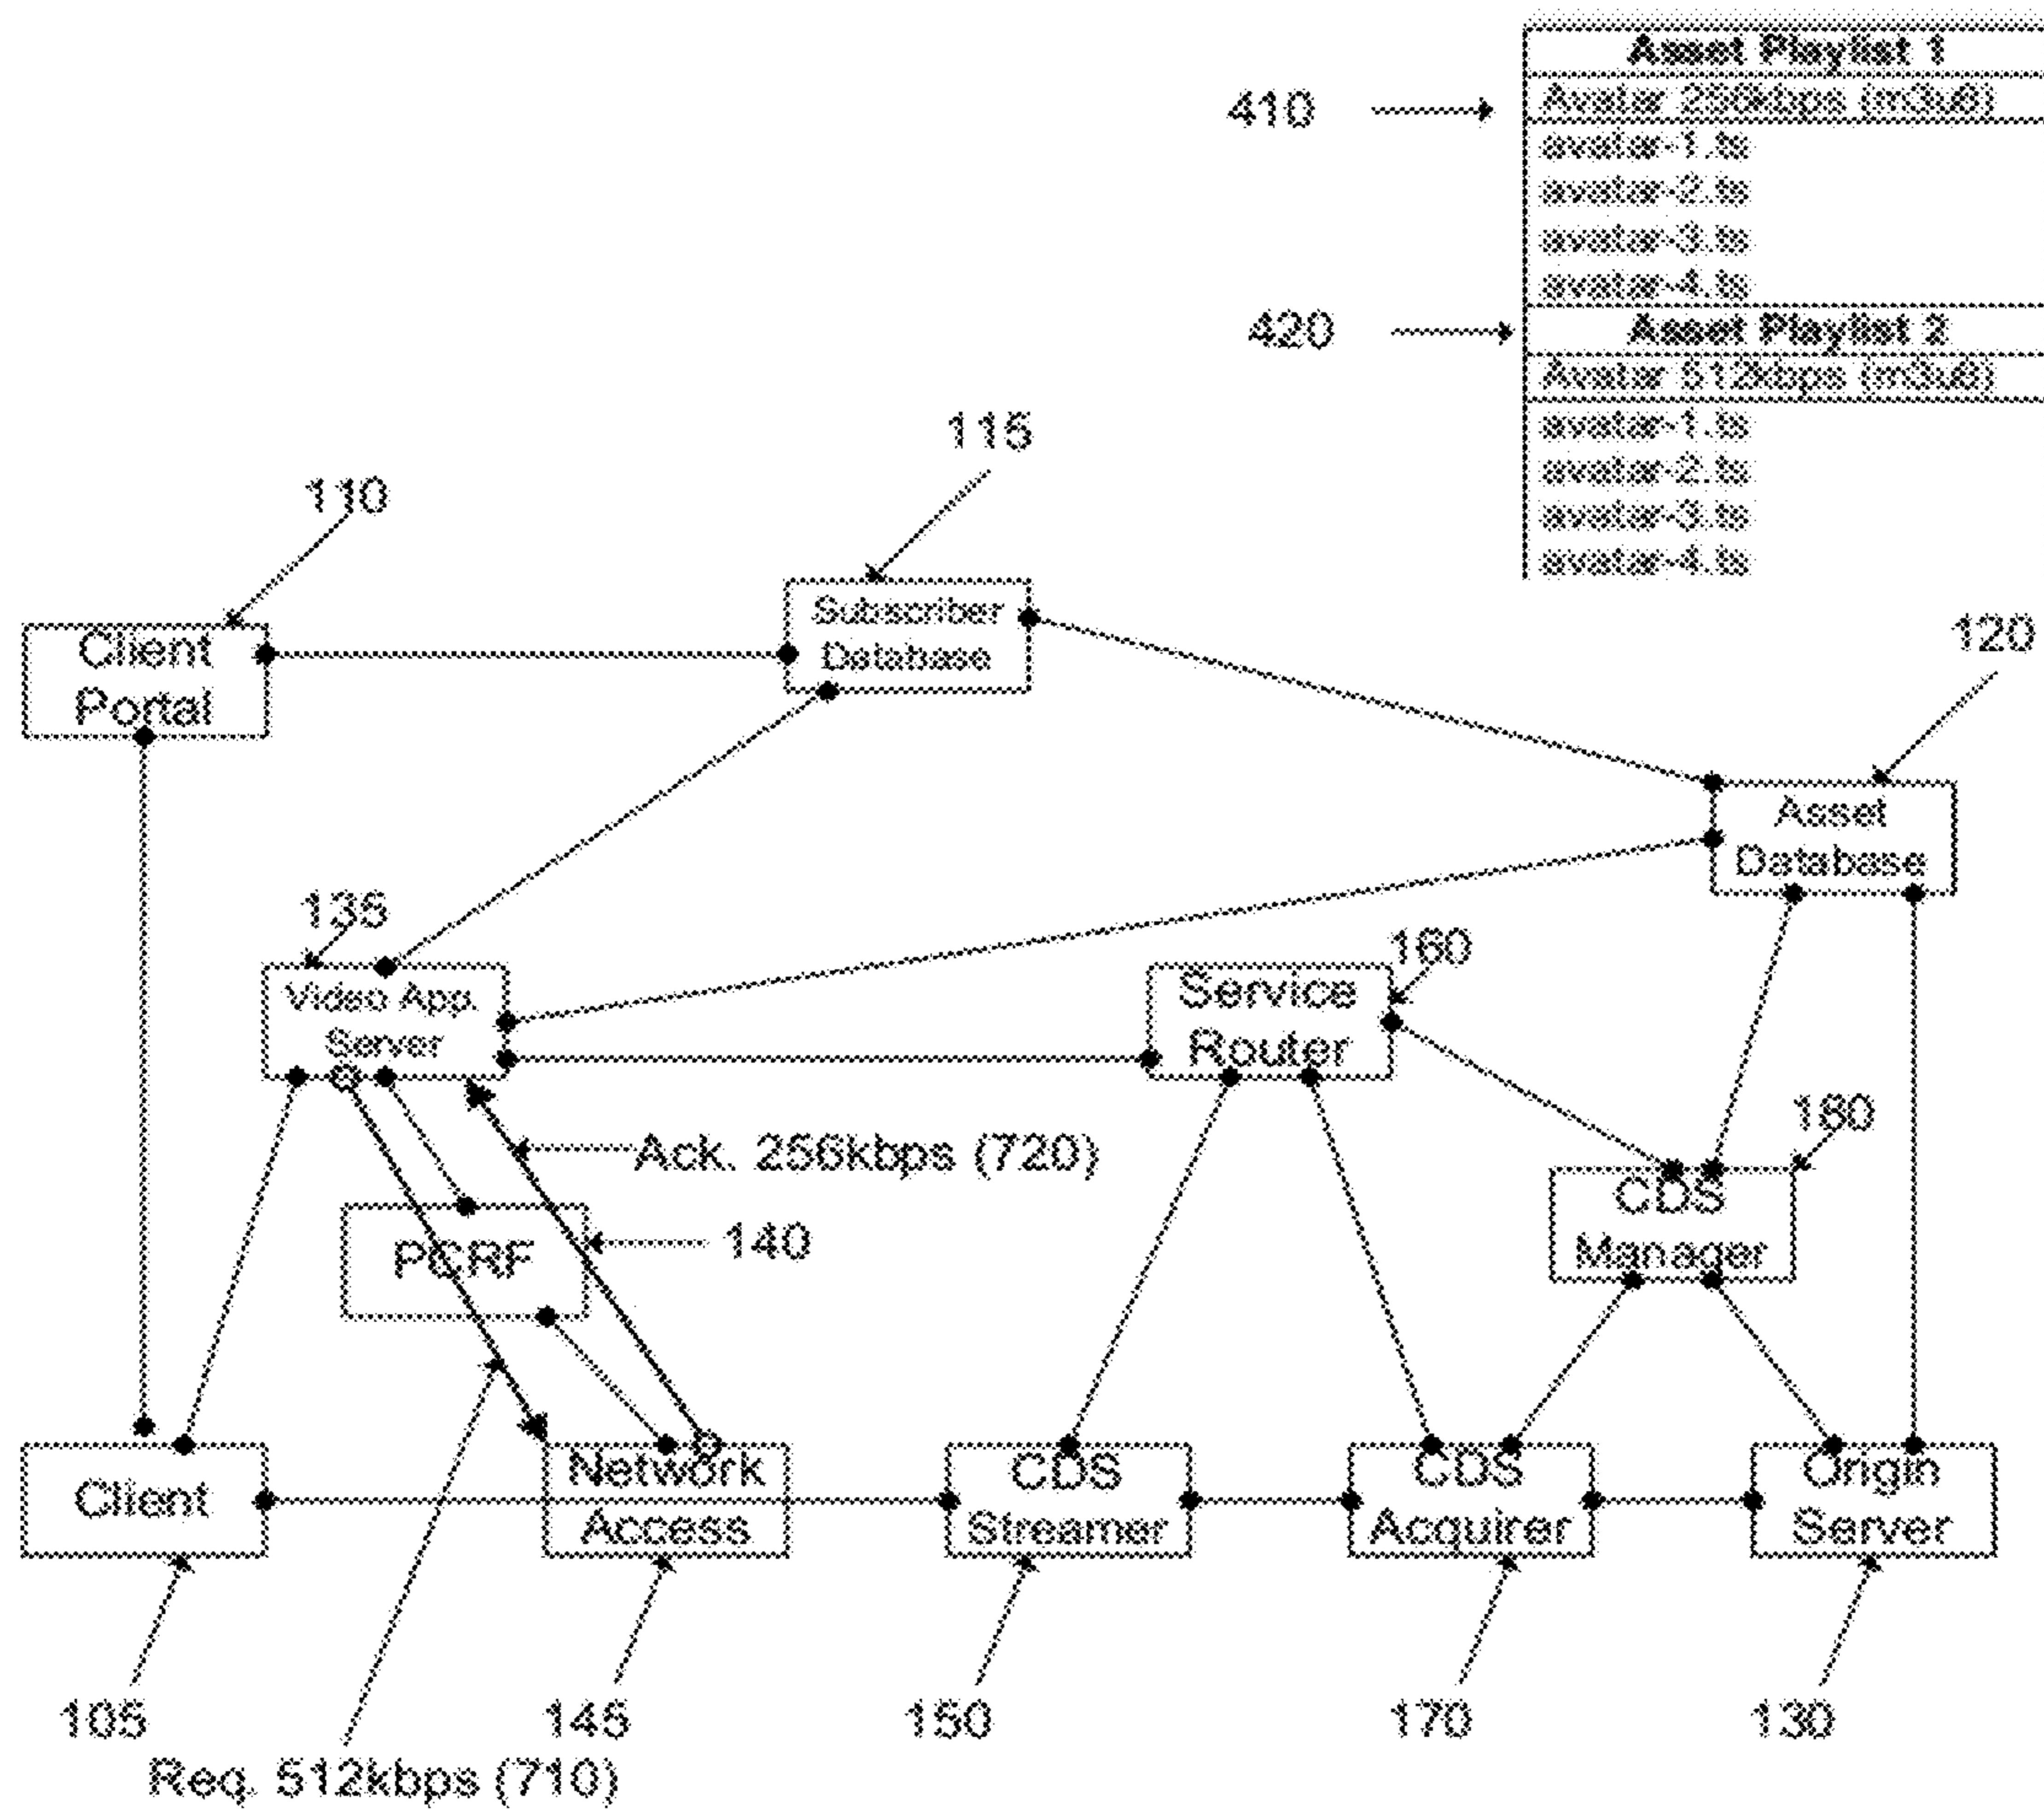 Asset Playlist 1
410
Avatar 256kbps (m3u8)
avatar-1.ts
avatar-2.ts
avatar-3.ts
avatar-4.ts
420
Asset Playlist 2
Avatar 512kbps (m3u8)
avatar-1.ts
avatar-2.ts
avatar-3.ts
avatar-4.ts
115
110
Subscriber
Database
120
Client
Portal
Asset
Database
135
160
Video App.
Server
Service
Router
180
Ack. 256kbps (720)
CDS
Manager
140
PCRF
Client
Network
Access
CDS
Streamer
CDS
Acquirer
Origin
Server
105
145
150
170
130
Req. 512kbps (710)